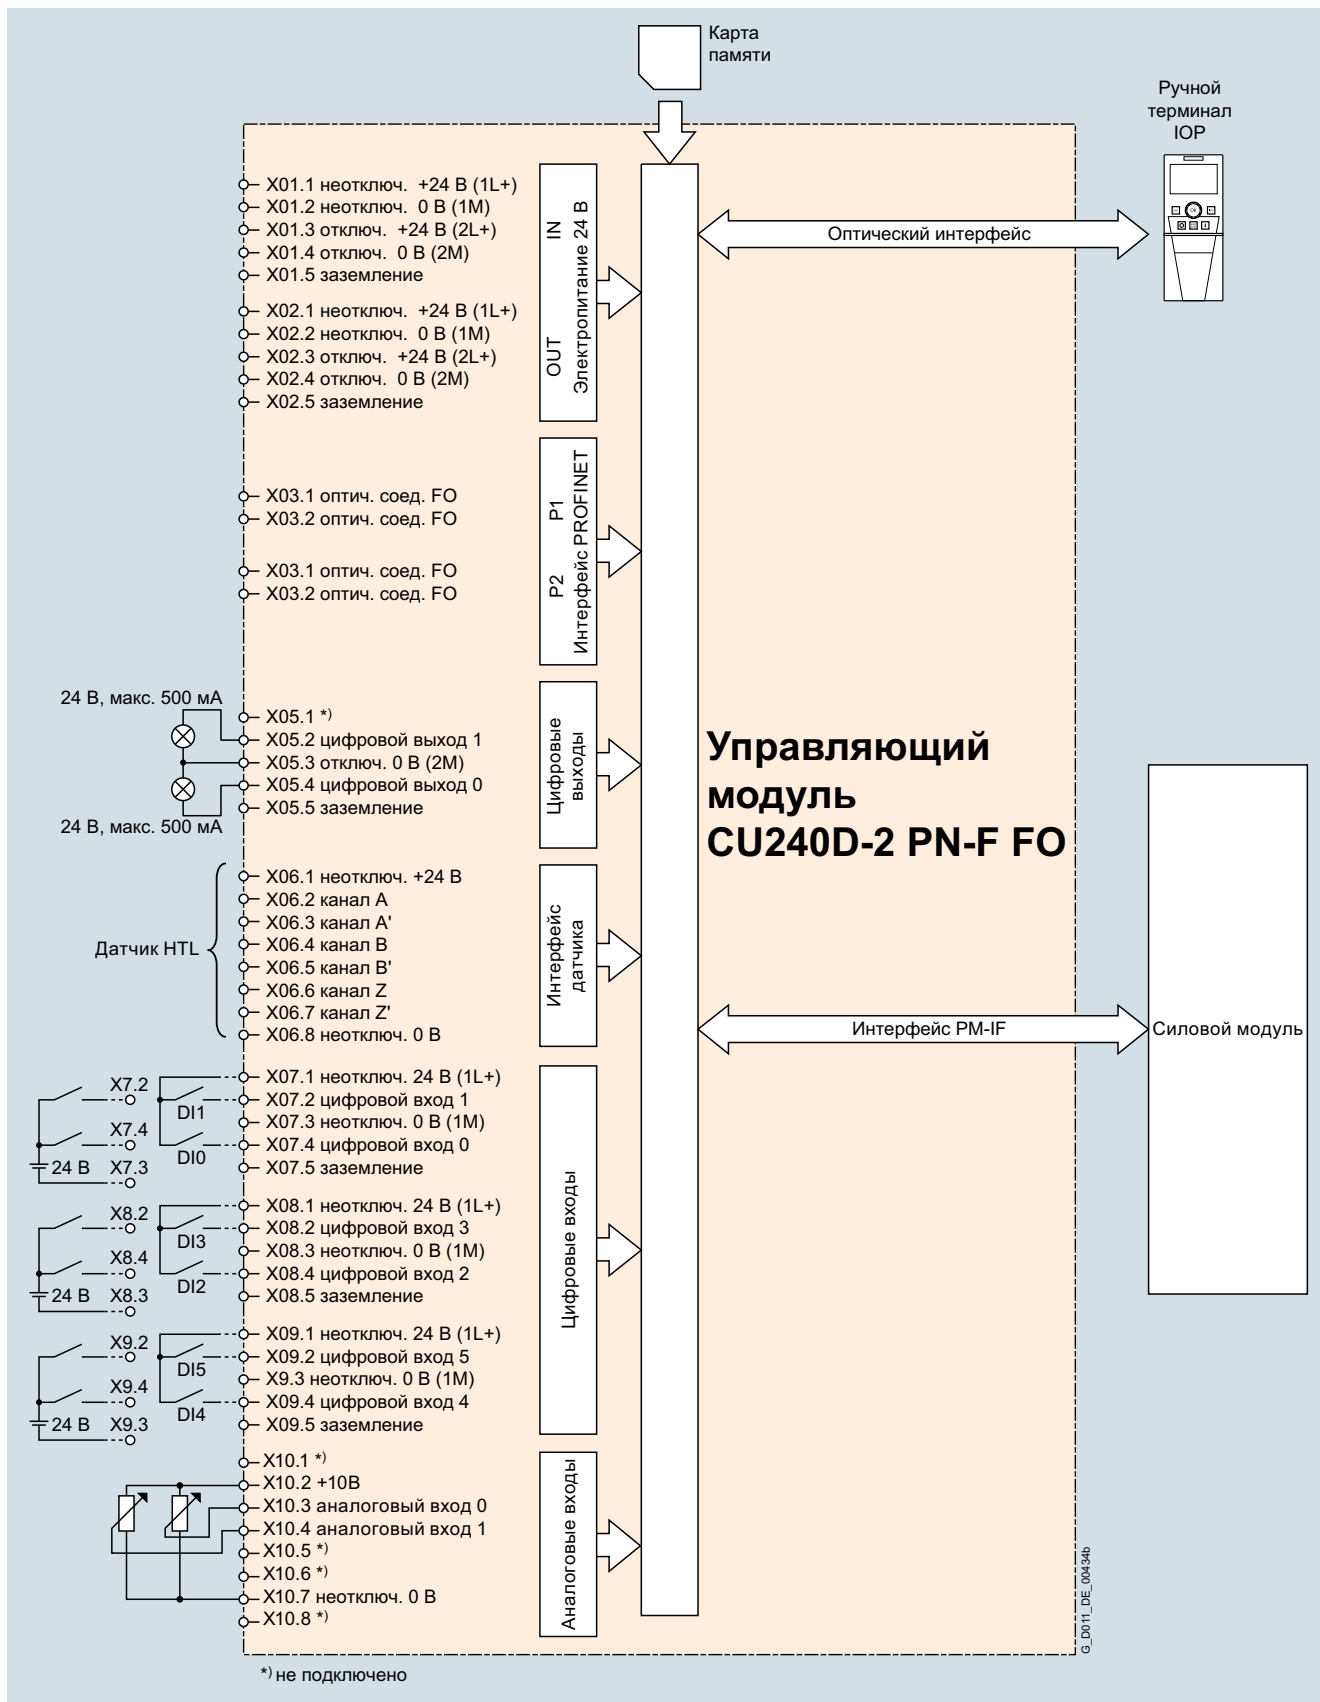 Карта
памяти
Ручной
терминал
IOP
X01.1 неотключ. +24 В (1L+)
X01.2 неотключ. 0 В (1M)
X01.3 отключ. +24 В (2L+)
X01.4 отключ. 0 В (2M)
X01.5 заземление
X02.1 неотключ. +24 В (1L+)
X02.2 неотключ. 0 В (1M)
X02.3 отключ. +24 В (2L+)
X02.4 отключ. 0 В (2M)
X02.5 заземление
OUT IN
Электропитание 24 В
Оптический интерфейс
X03.1 оптич. соед. FO
X03.2 оптич. соед. FO
X03.1 оптич. соед. FO
X03.2 оптич. соед. FO
P2 P1
Интерфейс PROFINET
24 В, макс. 500 мА
X05.1 *)
X05.2 цифровой выход 1
X05.3 отключ. 0 В (2M)
X05.4 цифровой выход 0
X05.5 заземление
24 В, макс. 500 мА
Цифровые
выходы
Управляющий
модуль
CU240D-2 PN-F FO
Датчик HTL
X06.1 неотключ. +24 В
X06.2 канал A
X06.3 канал A'
X06.4 канал B
X06.5 канал B'
X06.6 канал Z
X06.7 канал Z'
X06.8 неотключ. 0 В
Интерфейс
датчика
Интерфейс PM-IF
Силовой модуль
X7.2
X7.4
24 В X7.3
DI1
DI0
X07.1 неотключ. 24 В (1L+)
X07.2 цифровой вход 1
X07.3 неотключ. 0 В (1M)
X07.4 цифровой вход 0
X07.5 заземление
X8.2
X8.4
24 В X8.3
DI3
DI2
X08.1 неотключ. 24 В (1L+)
X08.2 цифровой вход 3
X08.3 неотключ. 0 В (1M)
X08.4 цифровой вход 2
X08.5 заземление
X9.2
X9.4
24 В X9.3
DI5
DI4
X09.1 неотключ. 24 В (1L+)
X09.2 цифровой вход 5
X9.3 неотключ. 0 В (1M)
X09.4 цифровой вход 4
X09.5 заземление
Цифровые входы
X10.1 *)
X10.2 +10В
X10.3 аналоговый вход 0
X10.4 аналоговый вход 1
X10.5 *)
X10.6 *)
X10.7 неотключ. 0 В
X10.8 *)
Аналоговые входы
G_D011_DE_00434b
*) не подключено